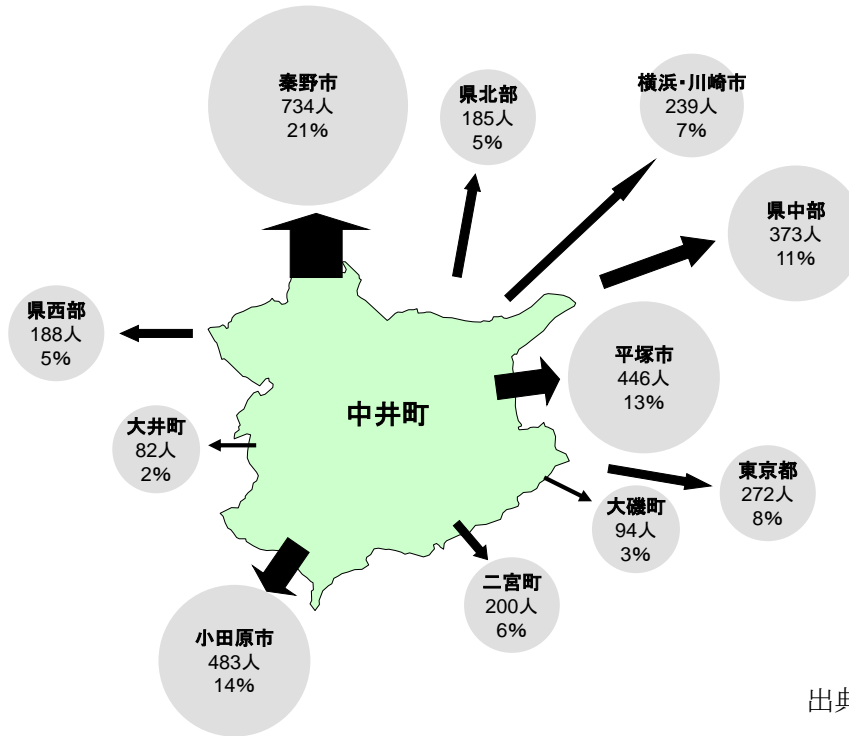 秦野市
734人
21%
県北部
185人
5%
横浜・川崎市
239人
7%
県中部
373人
11%
県西部
188人
5%
平塚市
446人
13%
中井町
大井町
82人
2%
東京都
272人
8%
大磯町
94人
3%
二宮町
200人
6%
小田原市
483人
14%
出典